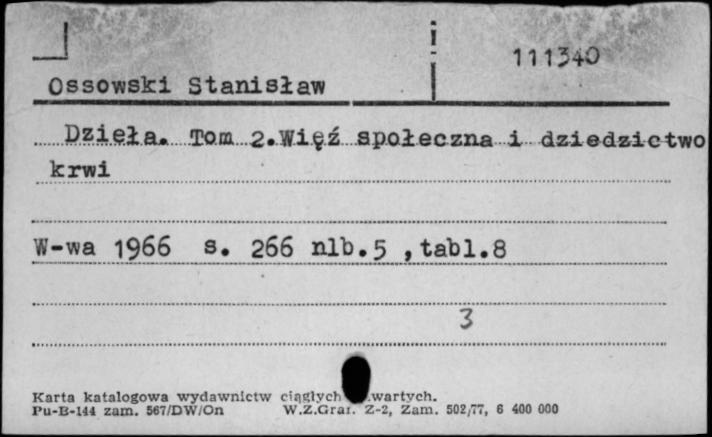 111340
Ossowski Stanisław
Dzieła. Tom 2.Więź społeczna i dziedzictwo
krwi
W-wa 1966 s. 266 nlb.5 ,tabl.8
3
Karta katalogowa wydawnictw ciągłych wartych.
Pu-B-144 zam. 567/DW/On W.Z.Graf. Z-2, Zam. 502/77, 6 400 000